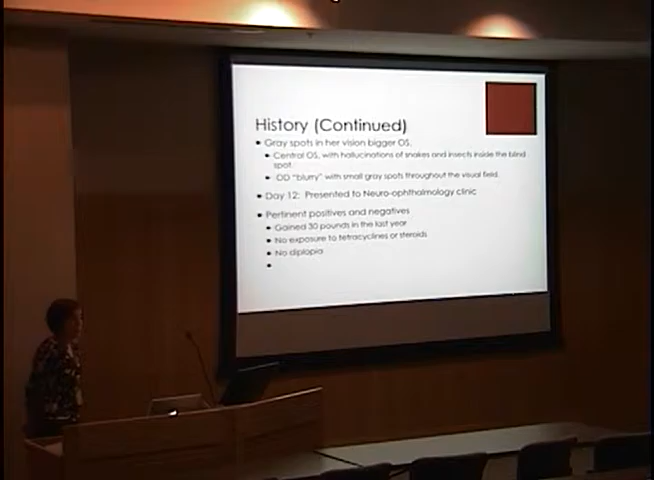 History (Continued)
Gray spots in her vision bigger OS.
Central OS, with hallucinations of snakes and insects inside the blind
spot.
OD "blurry" with small gray spots throughout the visual field.
Day 12: Presented to Neuro-ophthalmology clinic
Pertinent positives and negatives
Gained 30 pounds in the last year
No exposure to tetracyclines or steroids
No diplopia